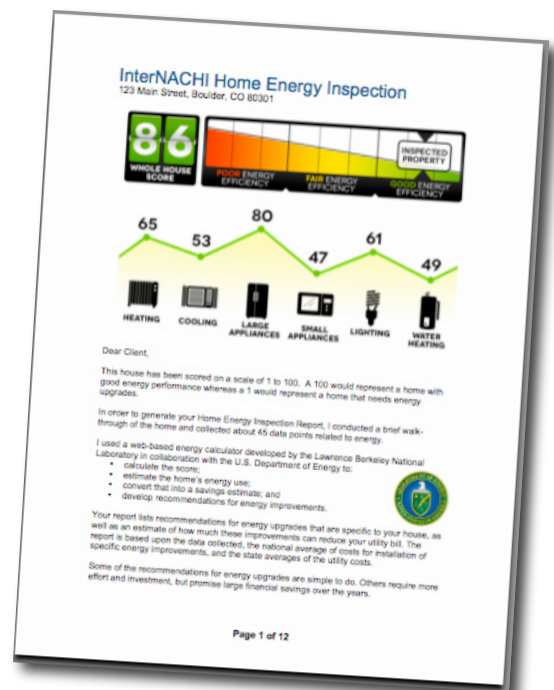 InterNACHI Home Energy Inspection
123 Main Street, Boulder, CO 80301
86
WHOLE HOUSE
SCORE
POOR ENERGY
EFFICIENCY
FAIR ENERGY
EFFICIENCY
INSPECTED
PROPERTY
GOOD ENERGY
EFFICIENCY
65
53
80
47
61
49
HEATING
COOLING
LARGE
APPLIANCES
SMALL
APPLIANCES
LIGHTING
WATER
HEATING
Dear Client,
This house has been scored on a scale of 1 to 100. A 100 would represent a home with
good energy performance whereas a 1 would represent a home that needs energy
upgrades.
In order to generate your Home Energy Inspection Report, I conducted a brief walk-
through of the home and collected about 45 data points related to energy.
I used a web-based energy calculator developed by the Lawrence Berkeley National
Laboratory in collaboration with the U.S. Department of Energy to:
• calculate the score;
• estimate the home's energy use;
• convert that into a savings estimate; and
• develop recommendations for energy improvements.
Your report lists recommendations for energy upgrades that are specific to your house, as
well as an estimate of how much these improvements can reduce your utility bill. The
report is based upon the data collected, the national average of costs for installation of
specific energy improvements, and the state averages of the utility costs.
Some of the recommendations for energy upgrades are simple to do. Others require more
effort and investment, but promise large financial savings over the years.
Page 1 of 12